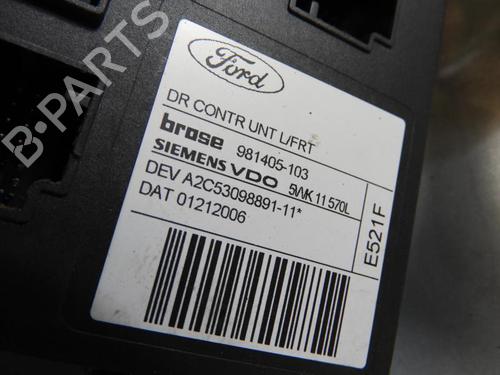 B-PARTS
Ford
DR CONTR UNT L/FRT
brose 981405-103
SIEMENS VDO 5WK11570L
DEV A2C53098891-11*
DAT 01212006
E521F